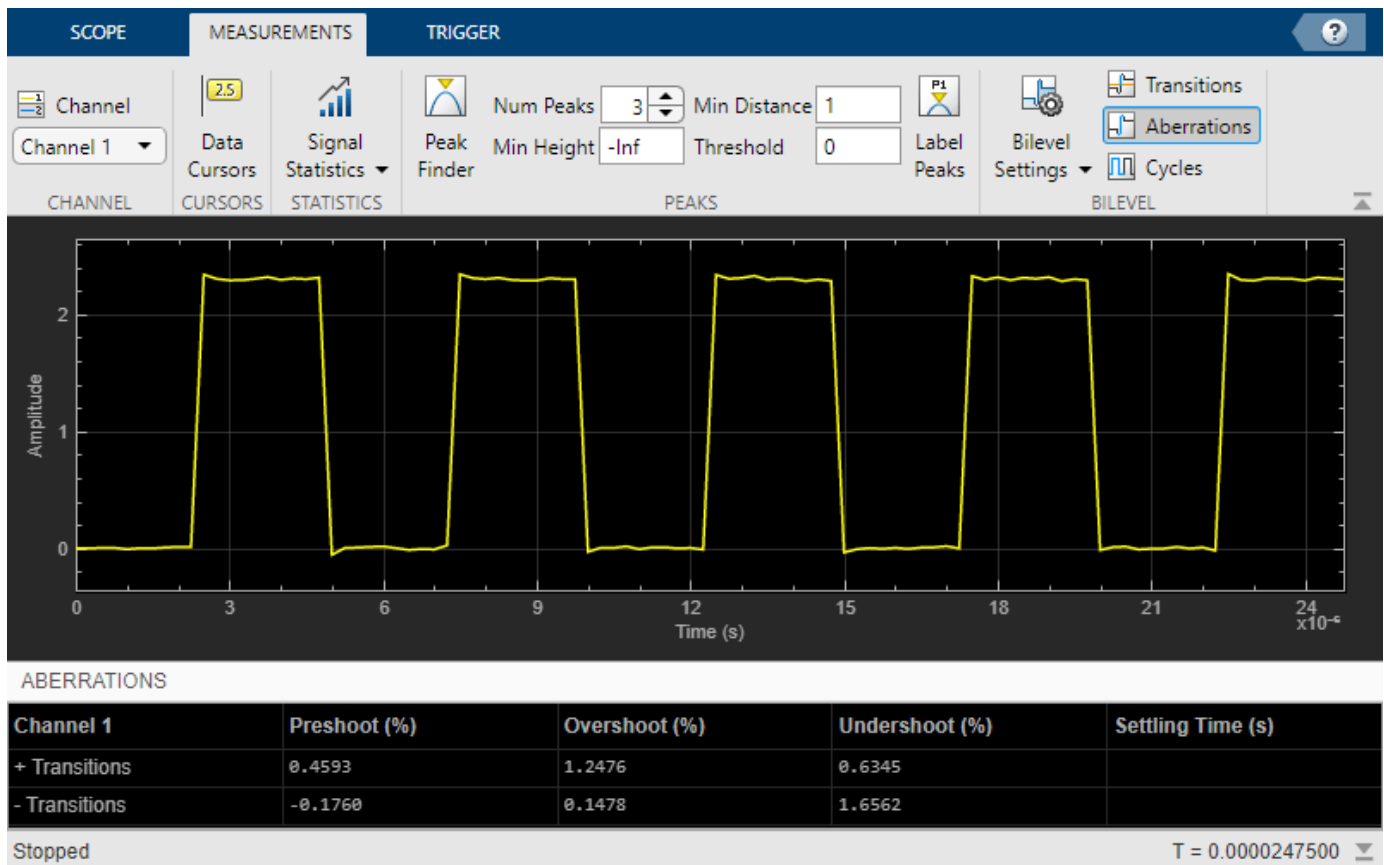 SCOPE MEASUREMENTS TRIGGER ?
Channel
Channel 1
CHANNEL
2.5
Data
Cursors
CURSORS
Signal
Statistics
STATISTICS
Peak
Finder
Num Peaks 3 Min Distance 1
Min Height -Inf Threshold 0
P1
Label
Peaks
PEAKS
Bilevel
Settings
Transitions
Aberrations
Cycles
BILEVEL
Amplitude
2
1
0
0 3 6 9 12 15 18 21 24
Time (s)
ABERRATIONS
Channel 1 Preshoot (%) Overshoot (%) Undershoot (%) Settling Time (s)
+ Transitions 0.4593 1.2476 0.6345
- Transitions -0.1760 0.1478 1.6562
Stopped T = 0.0000247500